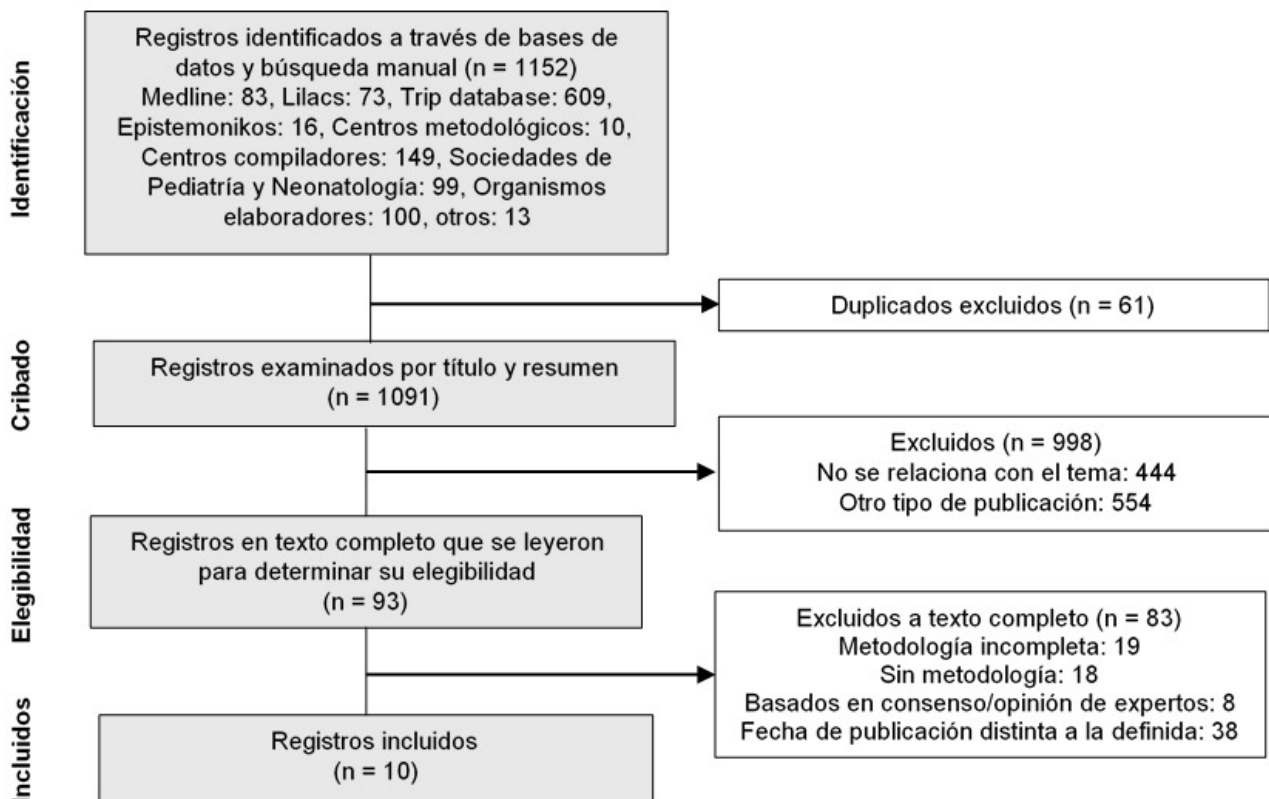 Identificación
Registros identificados a través de bases de
datos y búsqueda manual (n = 1152)
Medline: 83, Lilacs: 73, Trip database: 609,
Epistemonikos: 16, Centros metodológicos: 10,
Centros compiladores: 149, Sociedades de
Pediatría y Neonatología: 99, Organismos
elaboradores: 100, otros: 13
Duplicados excluidos (n = 61)
Cribado
Registros examinados por título y resumen
(n = 1091)
Excluidos (n = 998)
No se relaciona con el tema: 444
Otro tipo de publicación: 554
Elegibilidad
Registros en texto completo que se leyeron
para determinar su elegibilidad
(n = 93)
Excluidos a texto completo (n = 83)
Metodología incompleta: 19
Sin metodología: 18
Basados en consenso/opinión de expertos: 8
Fecha de publicación distinta a la definida: 38
Incluidos
Registros incluidos
(n = 10)